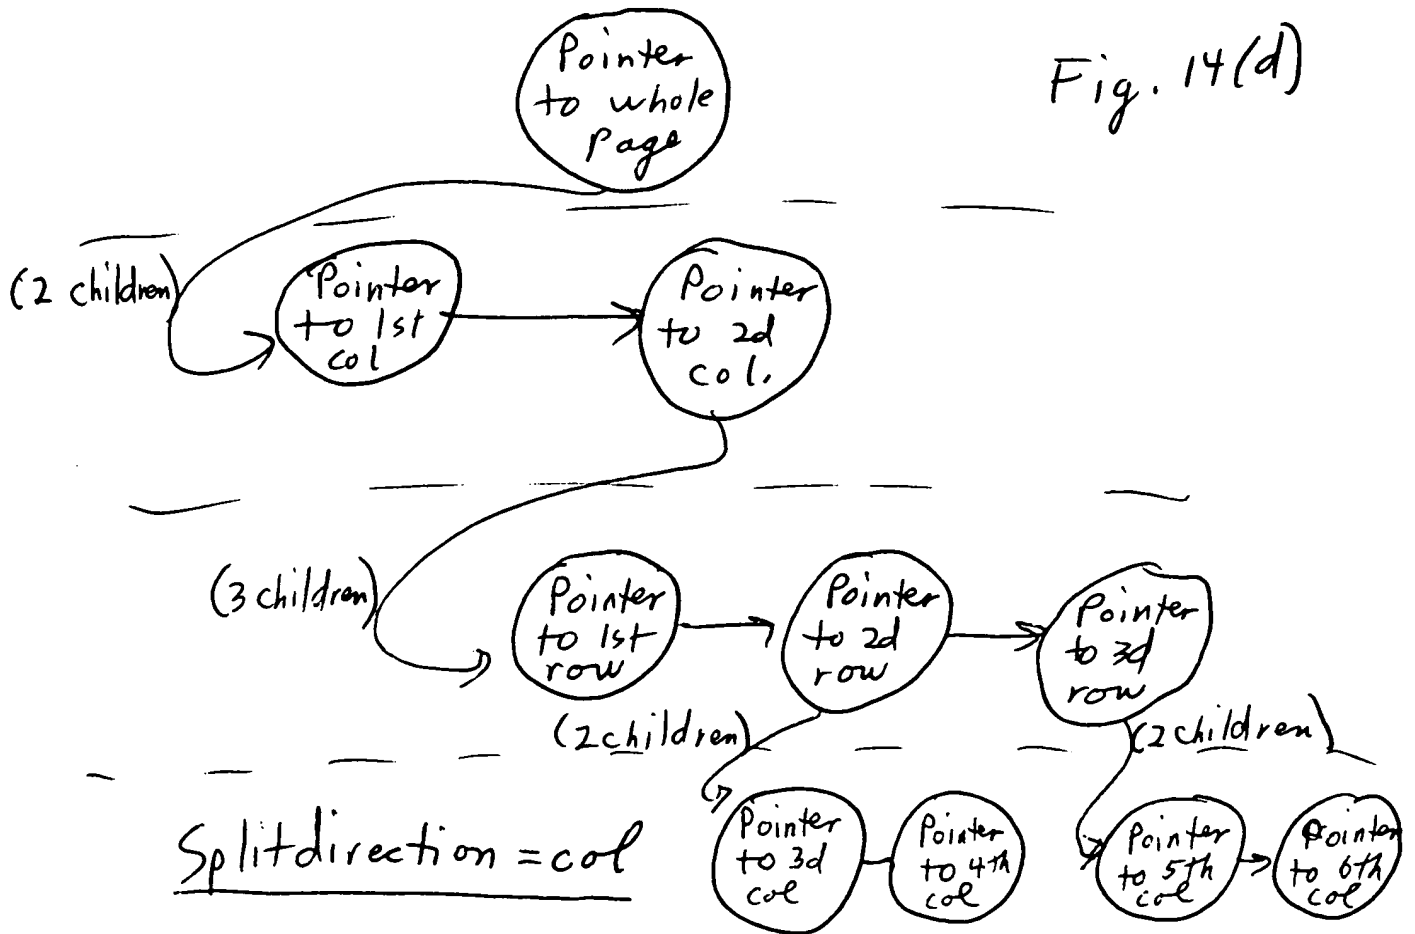 Fig. 14(d)
Pointer
to whole
page
(2 children)
Pointer
to 1st
col
Pointer
to 2d
col.
(3 children)
Pointer
to 1st
row
Pointer
to 2d
row
Pointer
to 3d
row
(2 children)
(2 children)
Splitdirection = col
Pointer
to 3d
col
Pointer
to 4th
col
Pointer
to 5th
col
Pointer
to 6th
col